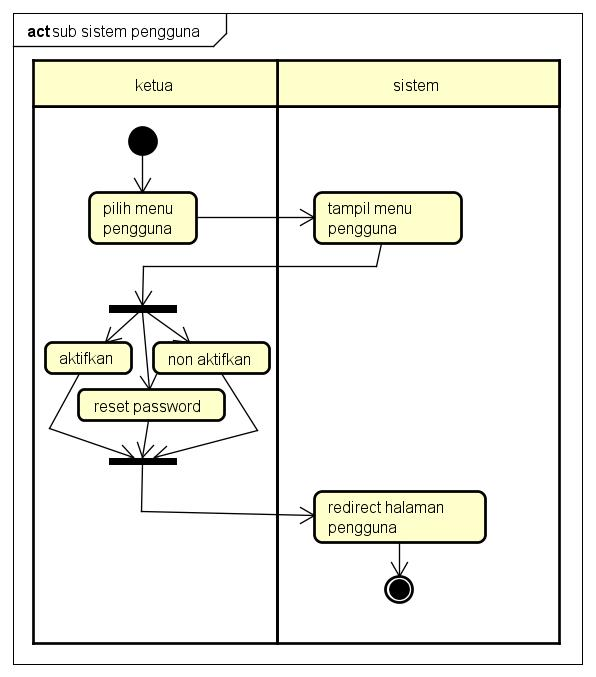 act sub sistem pengguna
ketua
sistem
pilih menu
pengguna
tampil menu
pengguna
aktifkan
non aktifkan
reset password
redirect halaman
pengguna